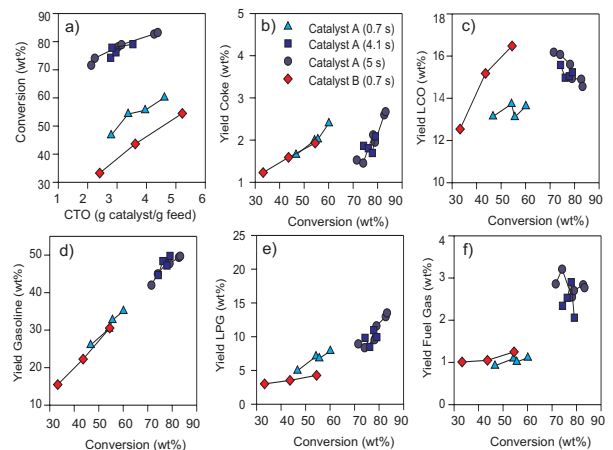 a)
Conversion (wt%)
90
80
70
60
50
40
30
1 2 3 4 5 6
CTO (g catalyst/g feed)
b)
Catalyst A (0.7 s)
Catalyst A (4.1 s)
Catalyst A (5 s)
Catalyst B (0.7 s)
Yield Coke (wt%)
4
3
2
1
0
30 40 50 60 70 80 90
Conversion (wt%)
c)
Yield LCO (wt%)
18
16
14
12
10
30 40 50 60 70 80 90
Conversion (wt%)
d)
Yield Gasoline (wt%)
60
50
40
30
20
10
30 40 50 60 70 80 90
Conversion (wt%)
e)
Yield LPG (wt%)
25
20
15
10
5
0
30 40 50 60 70 80 90
Conversion (wt%)
f)
Yield Fuel Gas (wt%)
4
3
2
1
0
30 40 50 60 70 80 90
Conversion (wt%)